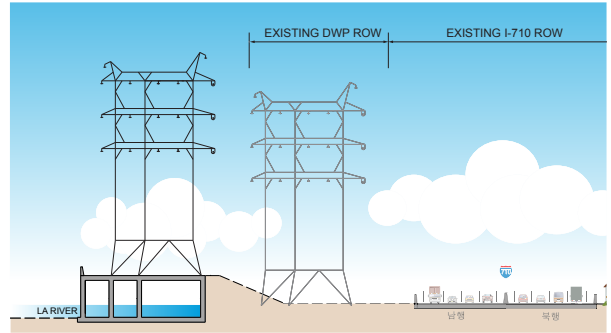 EXISTING DWP ROW
EXISTING I-710 ROW
710
LA RIVER
남행
북행